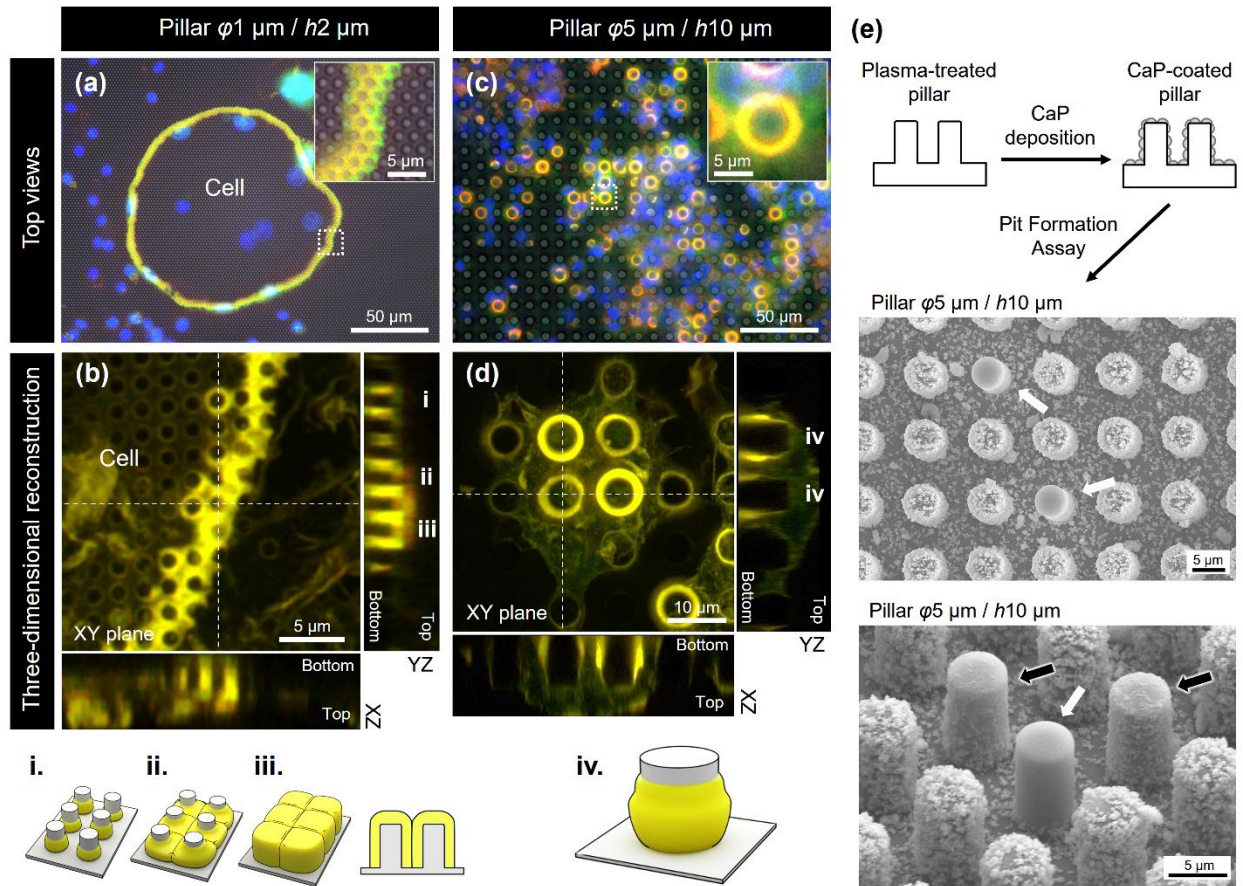 Pillar φ1 µm / h2 µm
Pillar φ5 µm / h10 µm
(e)
Top views
(a)
Cell
5 µm
50 µm
(c)
5 µm
50 µm
Plasma-treated
pillar
CaP
deposition
CaP-coated
pillar
Pit Formation
Assay
Pillar φ5 µm / h10 µm
5 µm
Three-dimensional reconstruction
(b)
Cell
XY plane
5 µm
i
ii
iii
Bottom
Top
YZ
Bottom
Top
XZ
(d)
XY plane
10 µm
iv
iv
Bottom
Top
YZ
Bottom
Top
XZ
Pillar φ5 µm / h10 µm
5 µm
i.
ii.
iii.
iv.